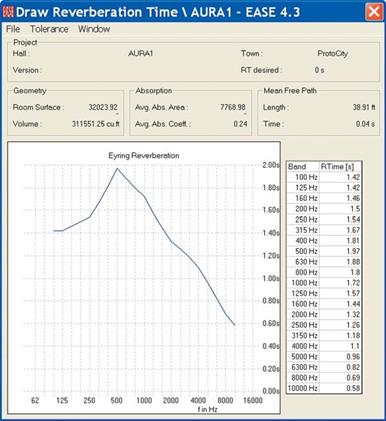 Draw Reverberation Time \ AURA1 - EASE 4.3
File Tolerance Window
Project
Hall : AURA1 Town : ProtoCity
Version : RT desired : 0 s
Geometry Absorption Mean Free Path
Room Surface : 32023.92 Avg. Abs. Area : 7768.98 Length : 38.91 ft
Volume : 311551.25 cu.ft Avg. Abs. Coeff. : 0.24 Time : 0.04 s
Eyring Reverberation
2.00s
1.80s
1.60s
1.40s
1.20s
1.00s
0.80s
0.60s
0.40s
0.20s
0.00s
62 125 250 500 1000 2000 4000 8000 16000
f in Hz
Band RTime [s]
100 Hz 1.42
125 Hz 1.42
160 Hz 1.46
200 Hz 1.5
250 Hz 1.54
315 Hz 1.67
400 Hz 1.81
500 Hz 1.97
630 Hz 1.88
800 Hz 1.8
1000 Hz 1.72
1250 Hz 1.57
1600 Hz 1.44
2000 Hz 1.32
2500 Hz 1.26
3150 Hz 1.18
4000 Hz 1.1
5000 Hz 0.96
6300 Hz 0.82
8000 Hz 0.69
10000 Hz 0.58